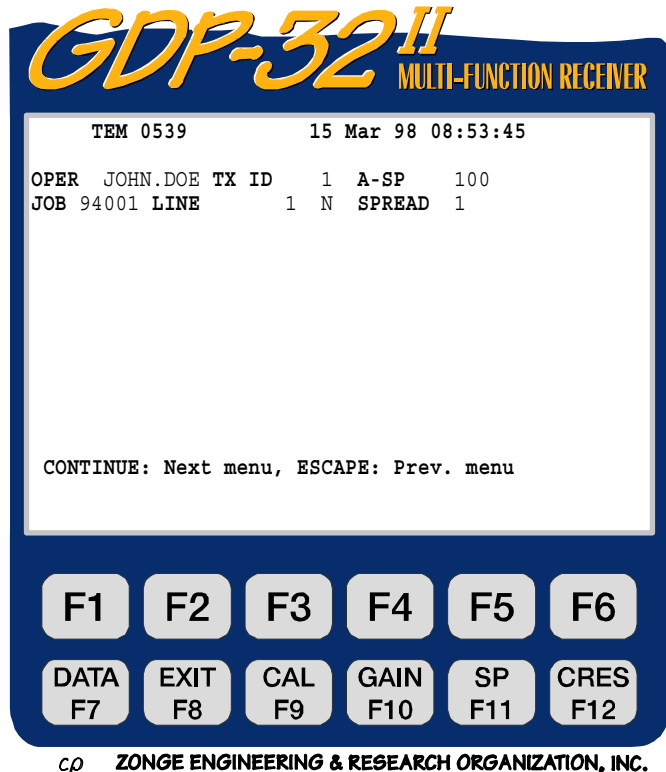 GDP-32 II
MULTI-FUNCTION RECEIVER
TEM 0539 15 Mar 98 08:53:45
OPER JOHN.DOE TX ID 1 A-SP 100
JOB 94001 LINE 1 N SPREAD 1
CONTINUE: Next menu, ESCAPE: Prev. menu
F1 F2 F3 F4 F5 F6
DATA EXIT CAL GAIN SP CRES
F7 F8 F9 F10 F11 F12
ZONGE ENGINEERING & RESEARCH ORGANIZATION, INC.